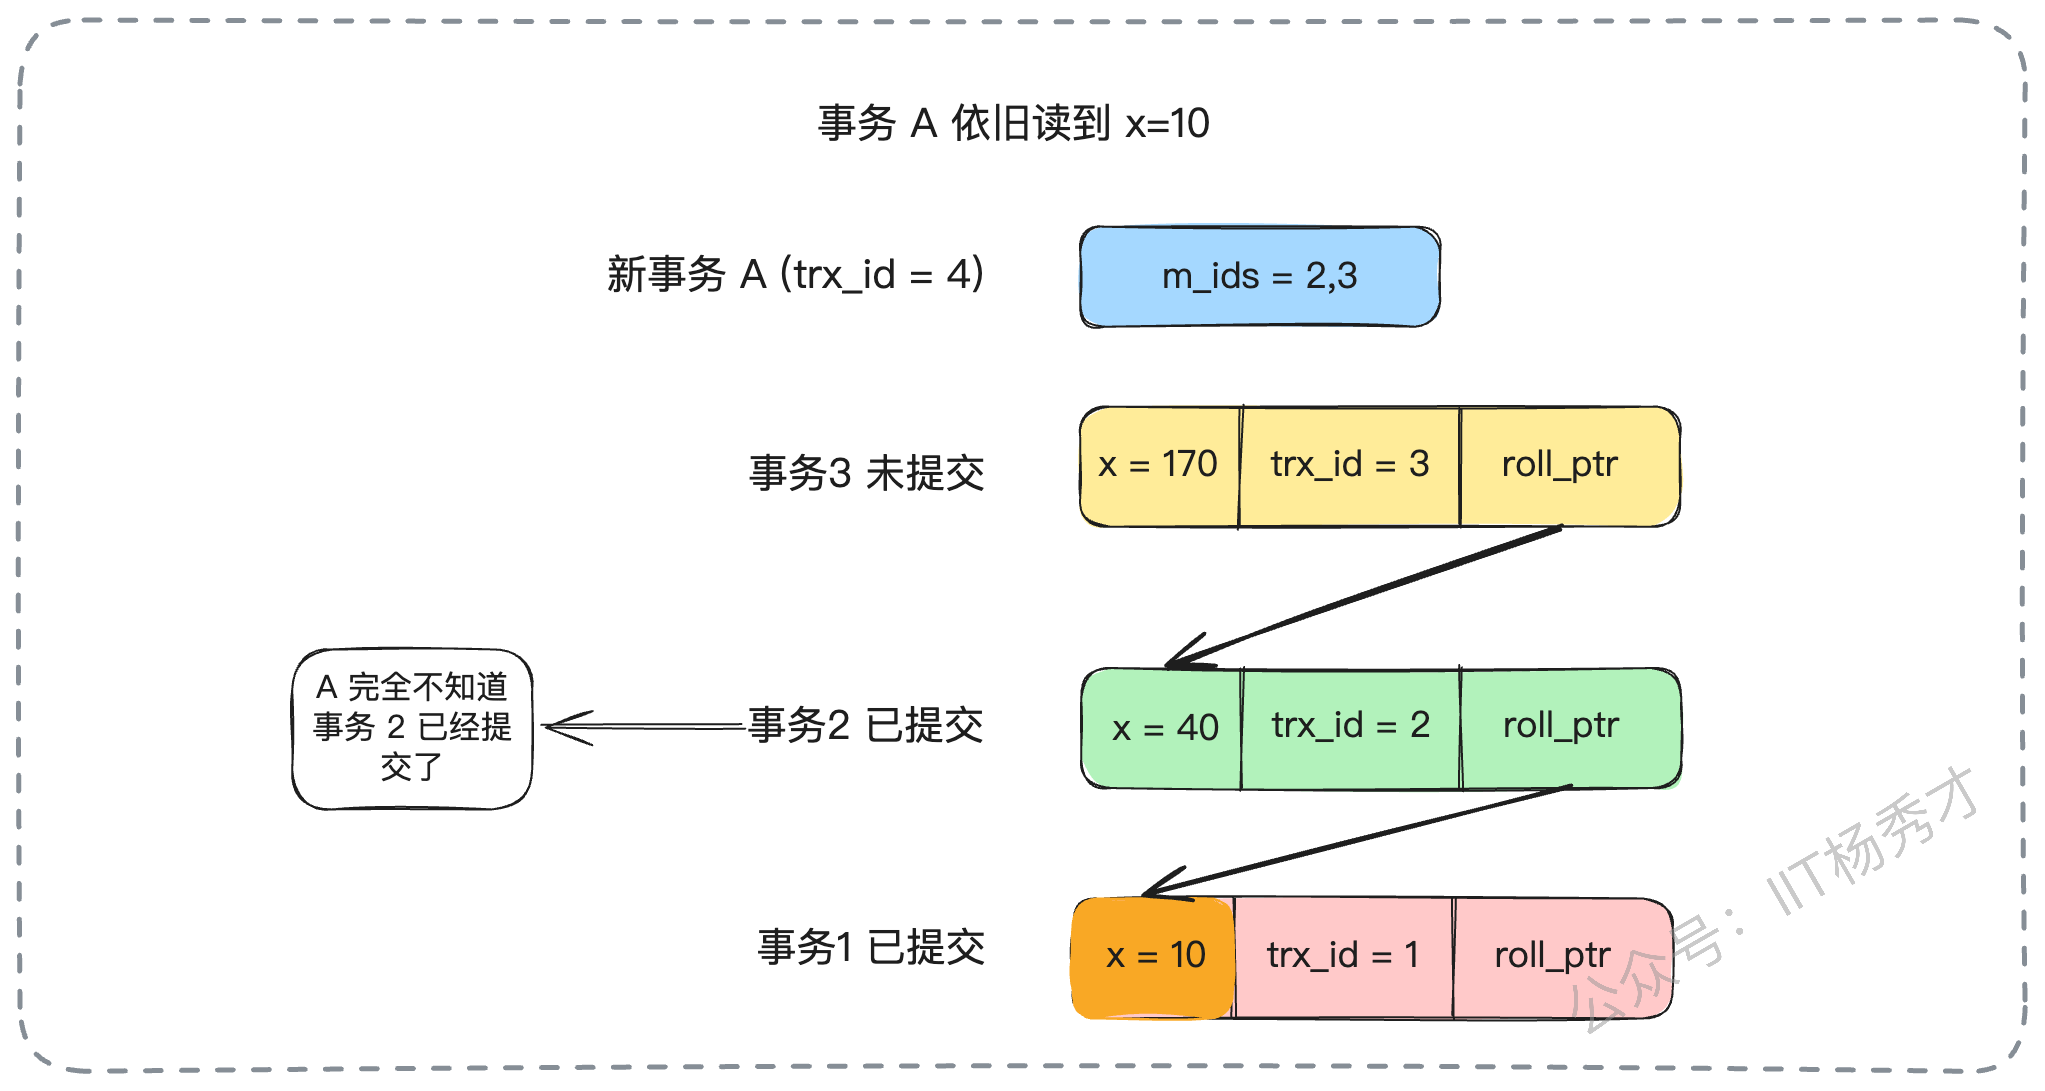 事务 A 依旧读到 x=10
新事务 A (trx_id = 4)
m_ids = 2,3
事务3 未提交
x = 170
trx_id = 3
roll_ptr
A 完全不知道
事务 2 已经提
交了
事务2 已提交
x = 40
trx_id = 2
roll_ptr
事务1 已提交
x = 10
trx_id = 1
roll_ptr
公众号：IIT杨秀才